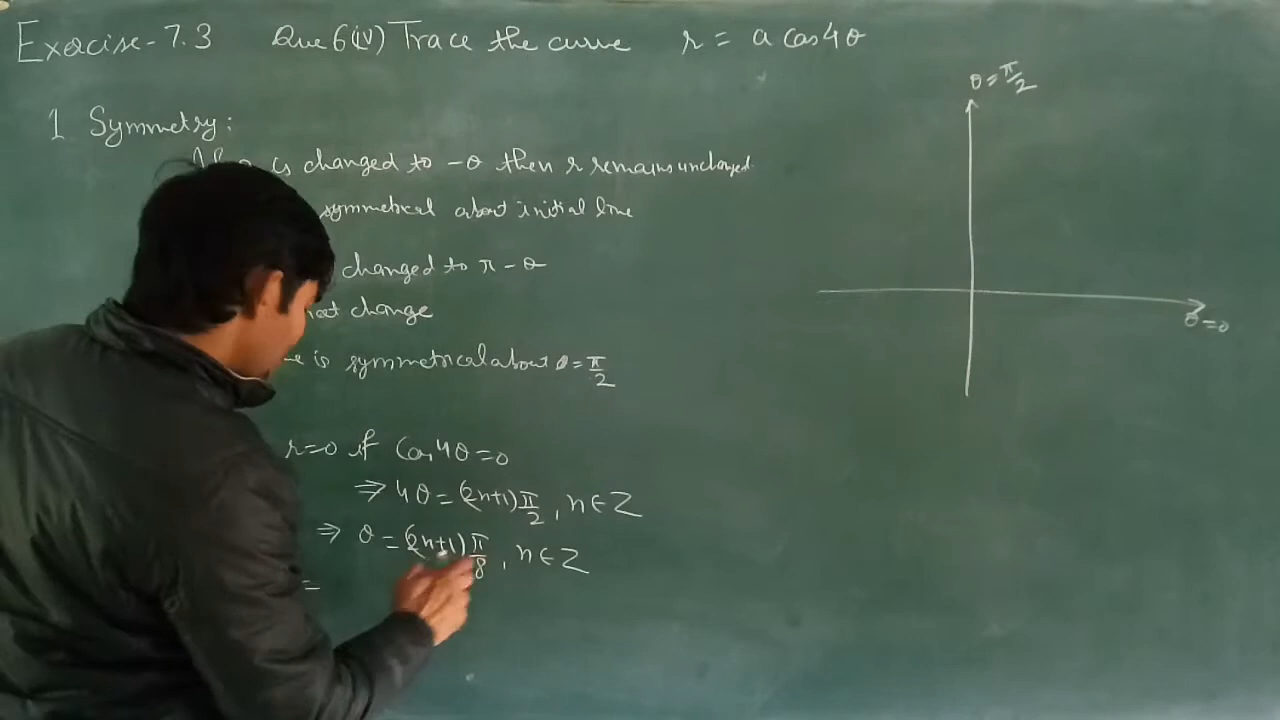 Exercise-7.3 Que 6(iv) Trace the curve r = a cos4θ
θ=π/2
1 Symmetry:
is changed to -θ then r remains unchanged.
symmetrical about initial line
changed to π-θ
not change
is symmetrical about θ=π/2
θ=0
r=0 if Cos4θ=0
⇒ 4θ=(2n+1)π/2, n∈Z
⇒ θ=(2n+1)π/8, n∈Z
=